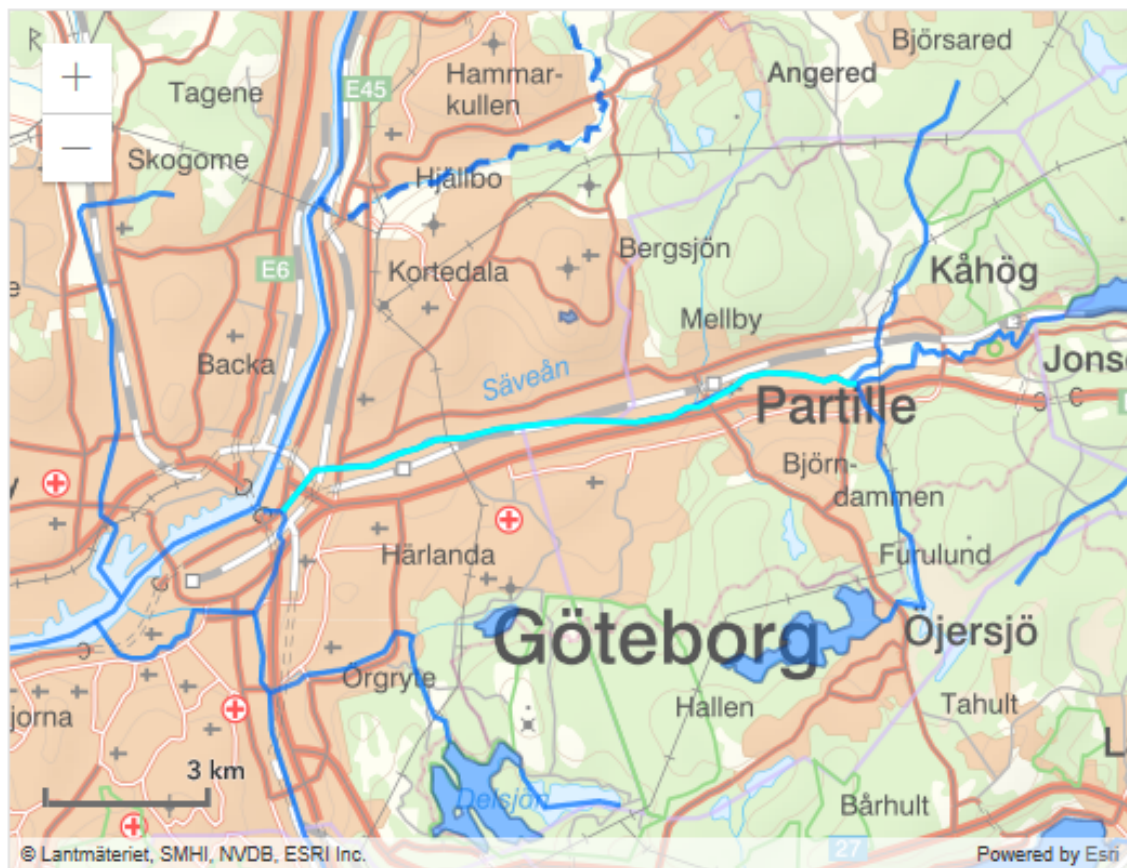 Björsared
Hammar-
kullen
Angered
+
E45
Tagene
−
Skogome
Hjällbo
Bergsjön
E6
Kortedala
Kåhög
Mellby
Backa
Säveån
Partille
Björn-
dammen
Härlanda
Furulund
Göteborg
Öjersjö
Örgryte
Hallen
Tahult
3 km
Delsjön
Bårhult
27
© Lantmäteriet, SMHI, NVDB, ESRI Inc.
Powered by Esri